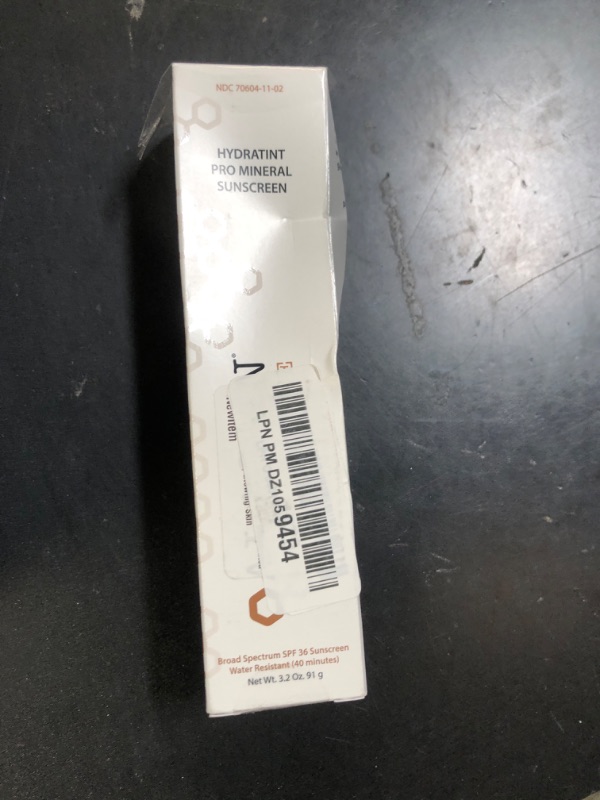 NDC 70604-11-02
HYDRATINT
PRO MINERAL
SUNSCREEN
LPN PM DZ1059454
Broad Spectrum SPF 36 Sunscreen
Water Resistant (40 minutes)
Net Wt. 3.2 Oz. 91 g